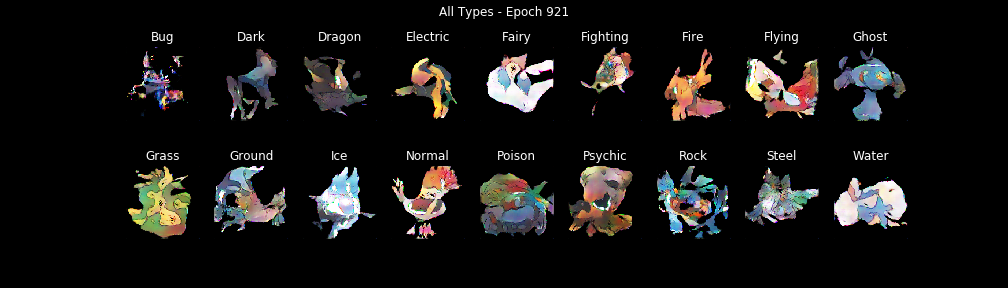 All Types - Epoch 921
Bug Dark Dragon Electric Fairy Fighting Fire Flying Ghost
Grass Ground Ice Normal Poison Psychic Rock Steel Water